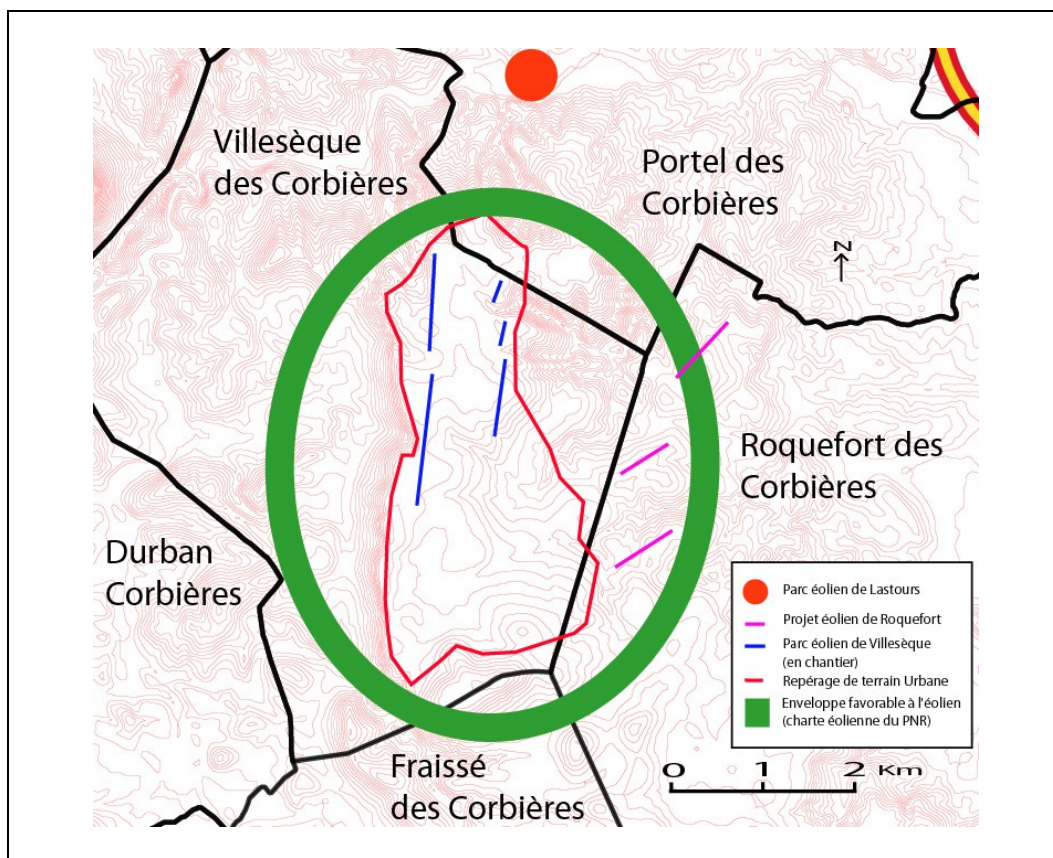 Villesèque
des Corbières
Portel des
Corbières
N
Roquefort des
Corbières
Durban
Corbières
Fraissé
des Corbières
Parc éolien de Lastours
Projet éolien de Roquefort
Parc éolien de Villesèque
(en chantier)
Repérage de terrain Urbane
Enveloppe favorable à l'éolien
(charte éolienne du PNR)
0 1 2 Km